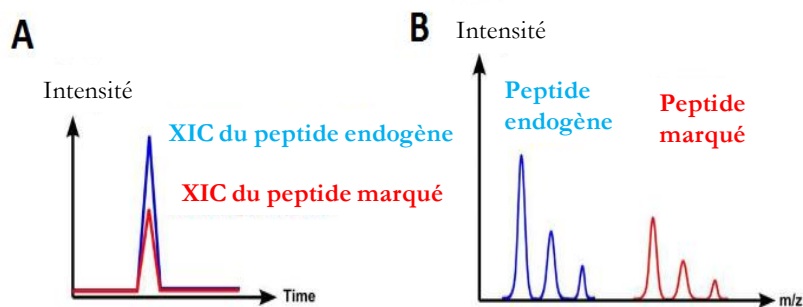 A
Intensité
XIC du peptide endogène
XIC du peptide marqué
Time
B
Intensité
Peptide
endogène
Peptide
marqué
m/z